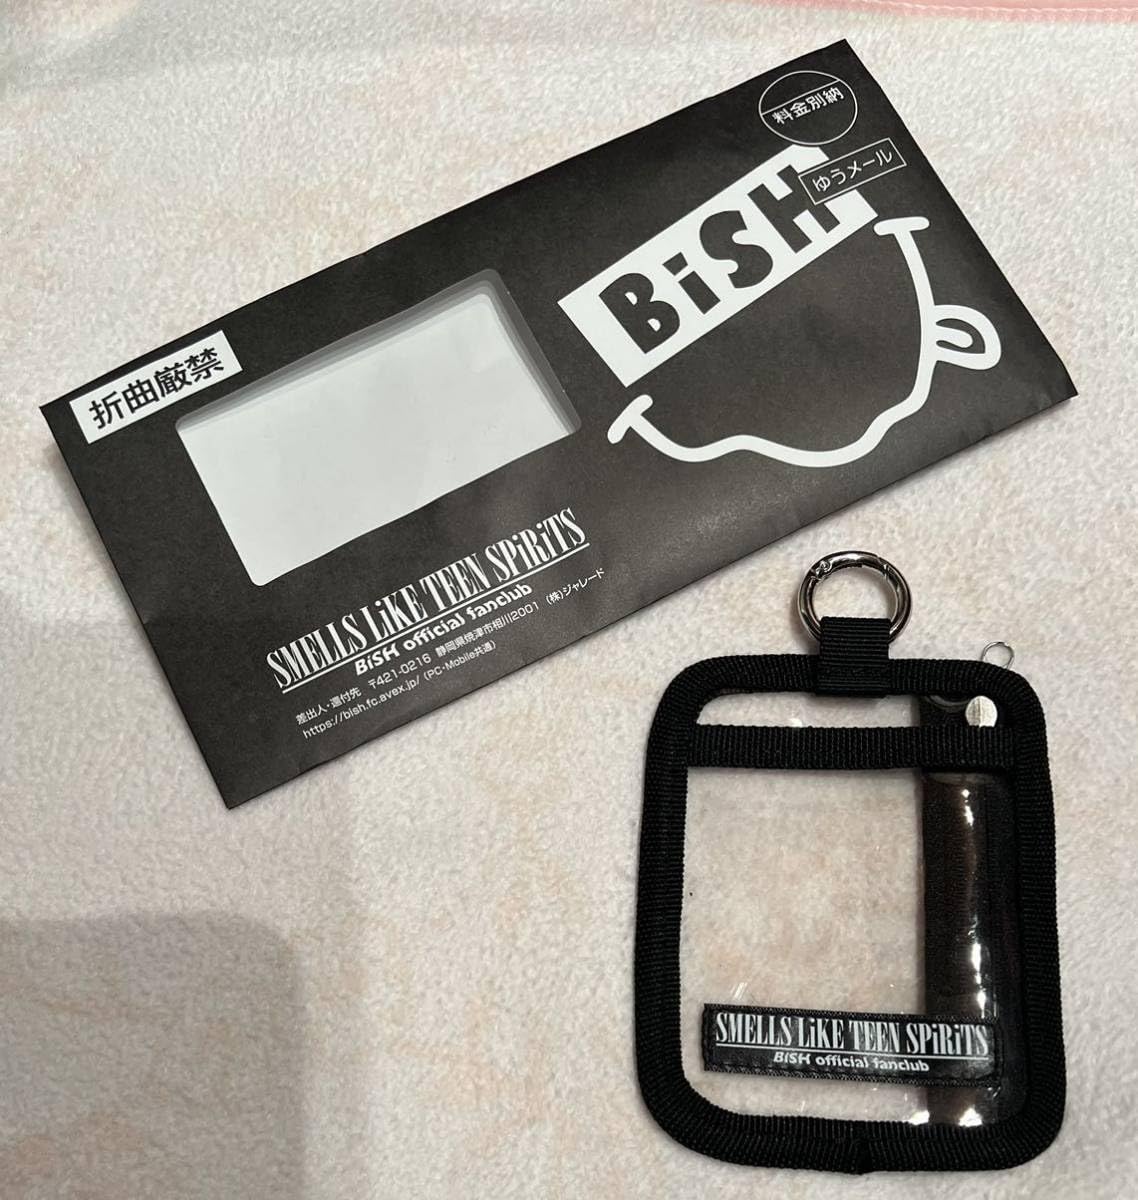 料金別納
ゆうメール
BiSH
折曲厳禁
SMELLS LiKE TEEN SPiRiTS
BiSH official fanclub
差出人・還付先 〒421-0216 静岡県焼津市相川2001 (株)ジャレード
https://bish.fc.avex.jp/ (PC・Mobile共通)
SMELLS LiKE TEEN SPiRiTS
BiSH official fanclub